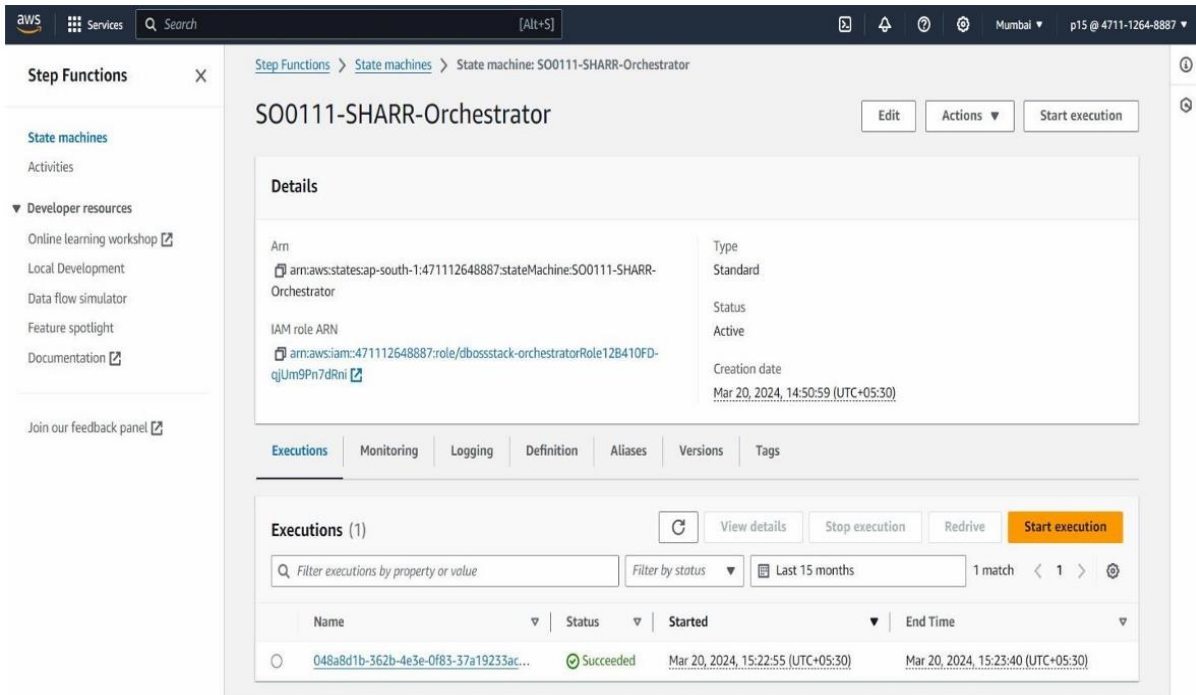 aws
Services
Search
[Alt+S]
Mumbai ▼
p15 @ 4711-1264-8887 ▼
Step Functions
State machines
Activities
Developer resources
Online learning workshop
Local Development
Data flow simulator
Feature spotlight
Documentation
Join our feedback panel
Step Functions > State machines > State machine: SO0111-SHARR-Orchestrator
SO0111-SHARR-Orchestrator
Edit
Actions ▼
Start execution
Details
Arn
arn:aws:states:ap-south-1:471112648887:stateMachine:SO0111-SHARR-
Orchestrator
IAM role ARN
arn:aws:iam::471112648887:role/dbossstack-orchestratorRole12B410FD-
qjUm9Pn7dRni
Type
Standard
Status
Active
Creation date
Mar 20, 2024, 14:50:59 (UTC+05:30)
Executions
Monitoring
Logging
Definition
Aliases
Versions
Tags
Executions (1)
View details
Stop execution
Redrive
Start execution
Filter executions by property or value
Filter by status
Last 15 months
1 match
< 1 >
Name
Status
Started
End Time
048a8d1b-362b-4e3e-0f83-37a19233ac...
Succeeded
Mar 20, 2024, 15:22:55 (UTC+05:30)
Mar 20, 2024, 15:23:40 (UTC+05:30)